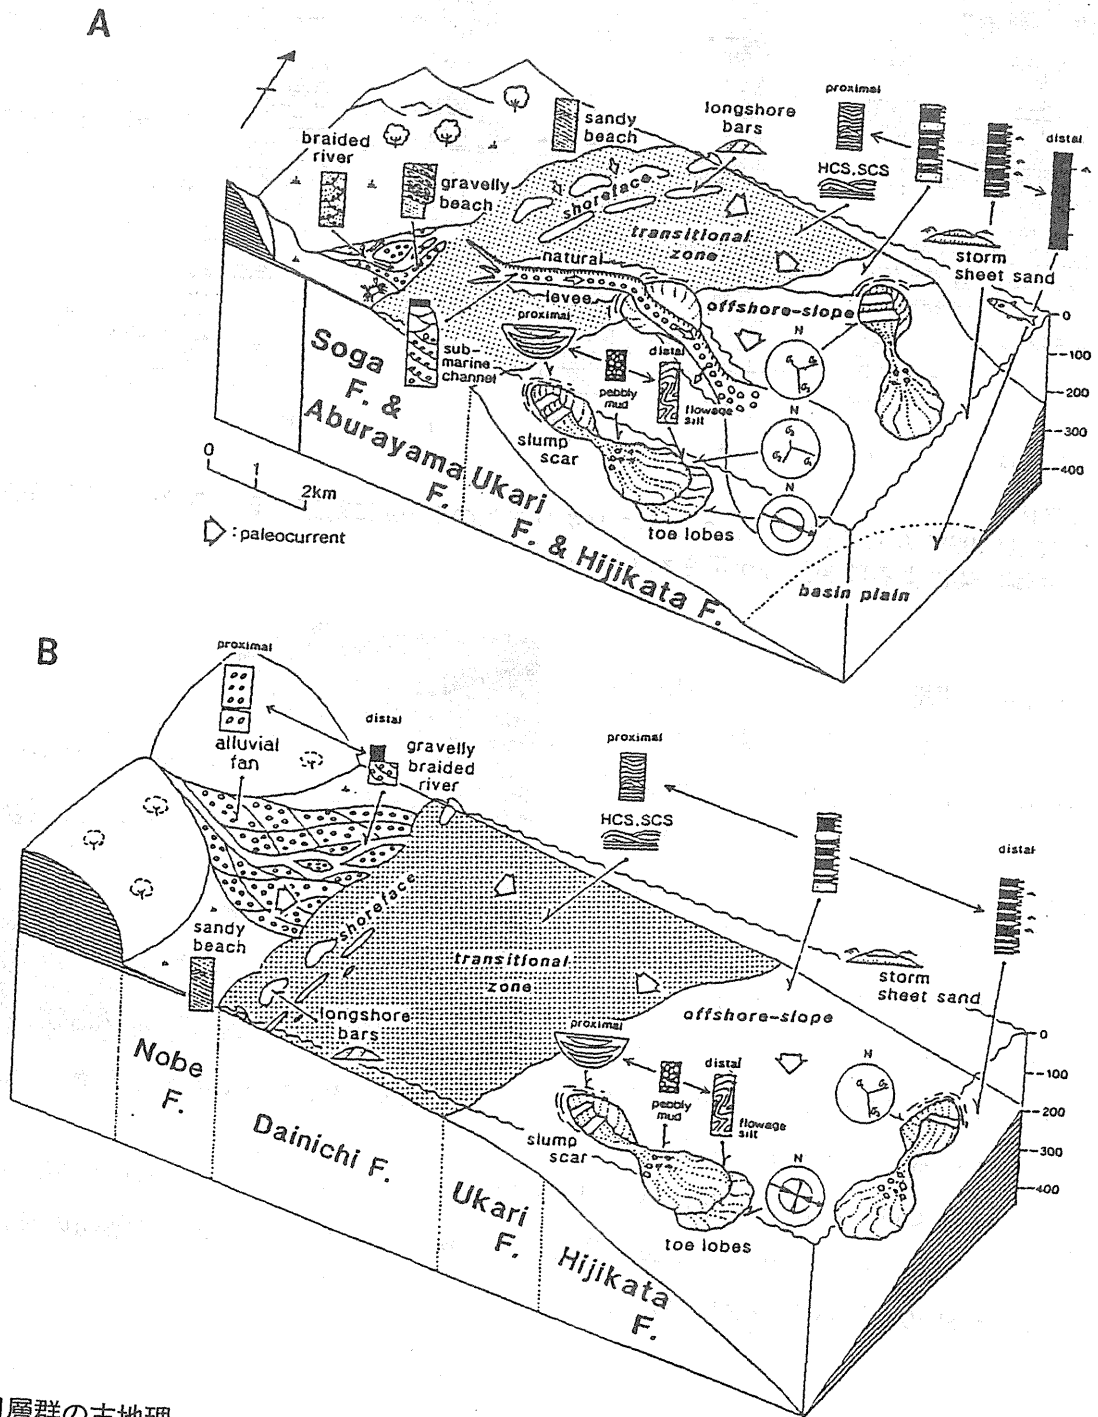 A
braided
river
sandy
beach
longshore
bars
proximal
distal
gravelly
beach
HCS, SCS
shoreface
transitional
zone
storm
sheet sand
natural
levee
proximal
offshore-slope
distal
sub-
marine
channel
pebbly
mud
flowage
silt
slump
scar
toe lobes
N
N
N
0
-100
-200
-300
-400
Soga
F. &
Aburayama
F.
Ukari
F. & Hijikata F.
basin plain
0
1
2km
:paleocurrent
B
proximal
alluvial
fan
distal
gravelly
braided
river
proximal
HCS, SCS
distal
sandy
beach
shoreface
longshore
bars
transitional
zone
storm
sheet sand
offshore-slope
proximal
distal
pebbly
mud
flowage
silt
slump
scar
toe lobes
N
N
0
-100
-200
-300
-400
Nobe
F.
Dainichi F.
Ukari
F.
Hijikata
F.
層群の古地理